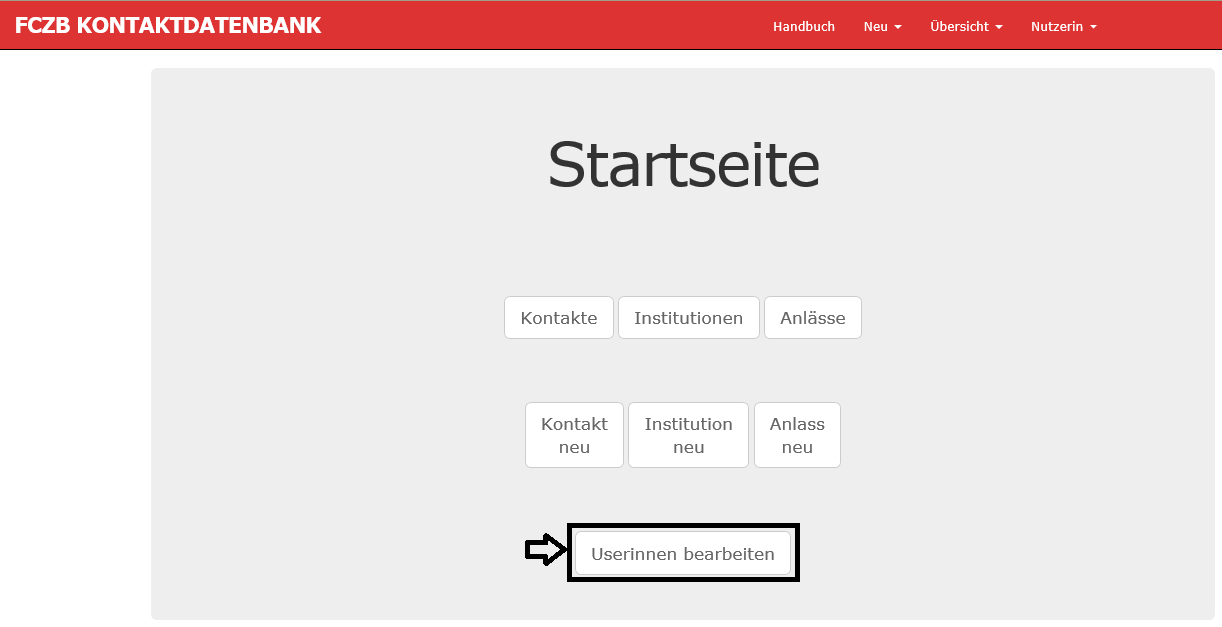 FCZB KONTAKTDATENBANK
Handbuch Neu Übersicht Nutzerin
Startseite
Kontakte Institutionen Anlässe
Kontakt neu Institution neu Anlass neu
Userinnen bearbeiten